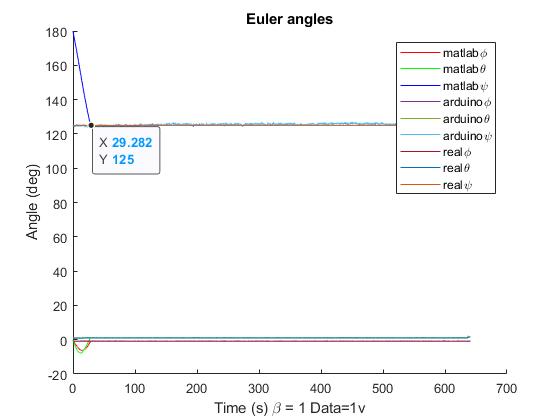 Euler angles
180
160
140
120
100
80
60
40
20
0
-20
Angle (deg)
X 29.282
Y 125
matlab ϕ
matlab θ
matlab ψ
arduino ϕ
arduino θ
arduino ψ
real ϕ
real θ
real ψ
0 100 200 300 400 500 600 700
Time (s) β = 1 Data=1v